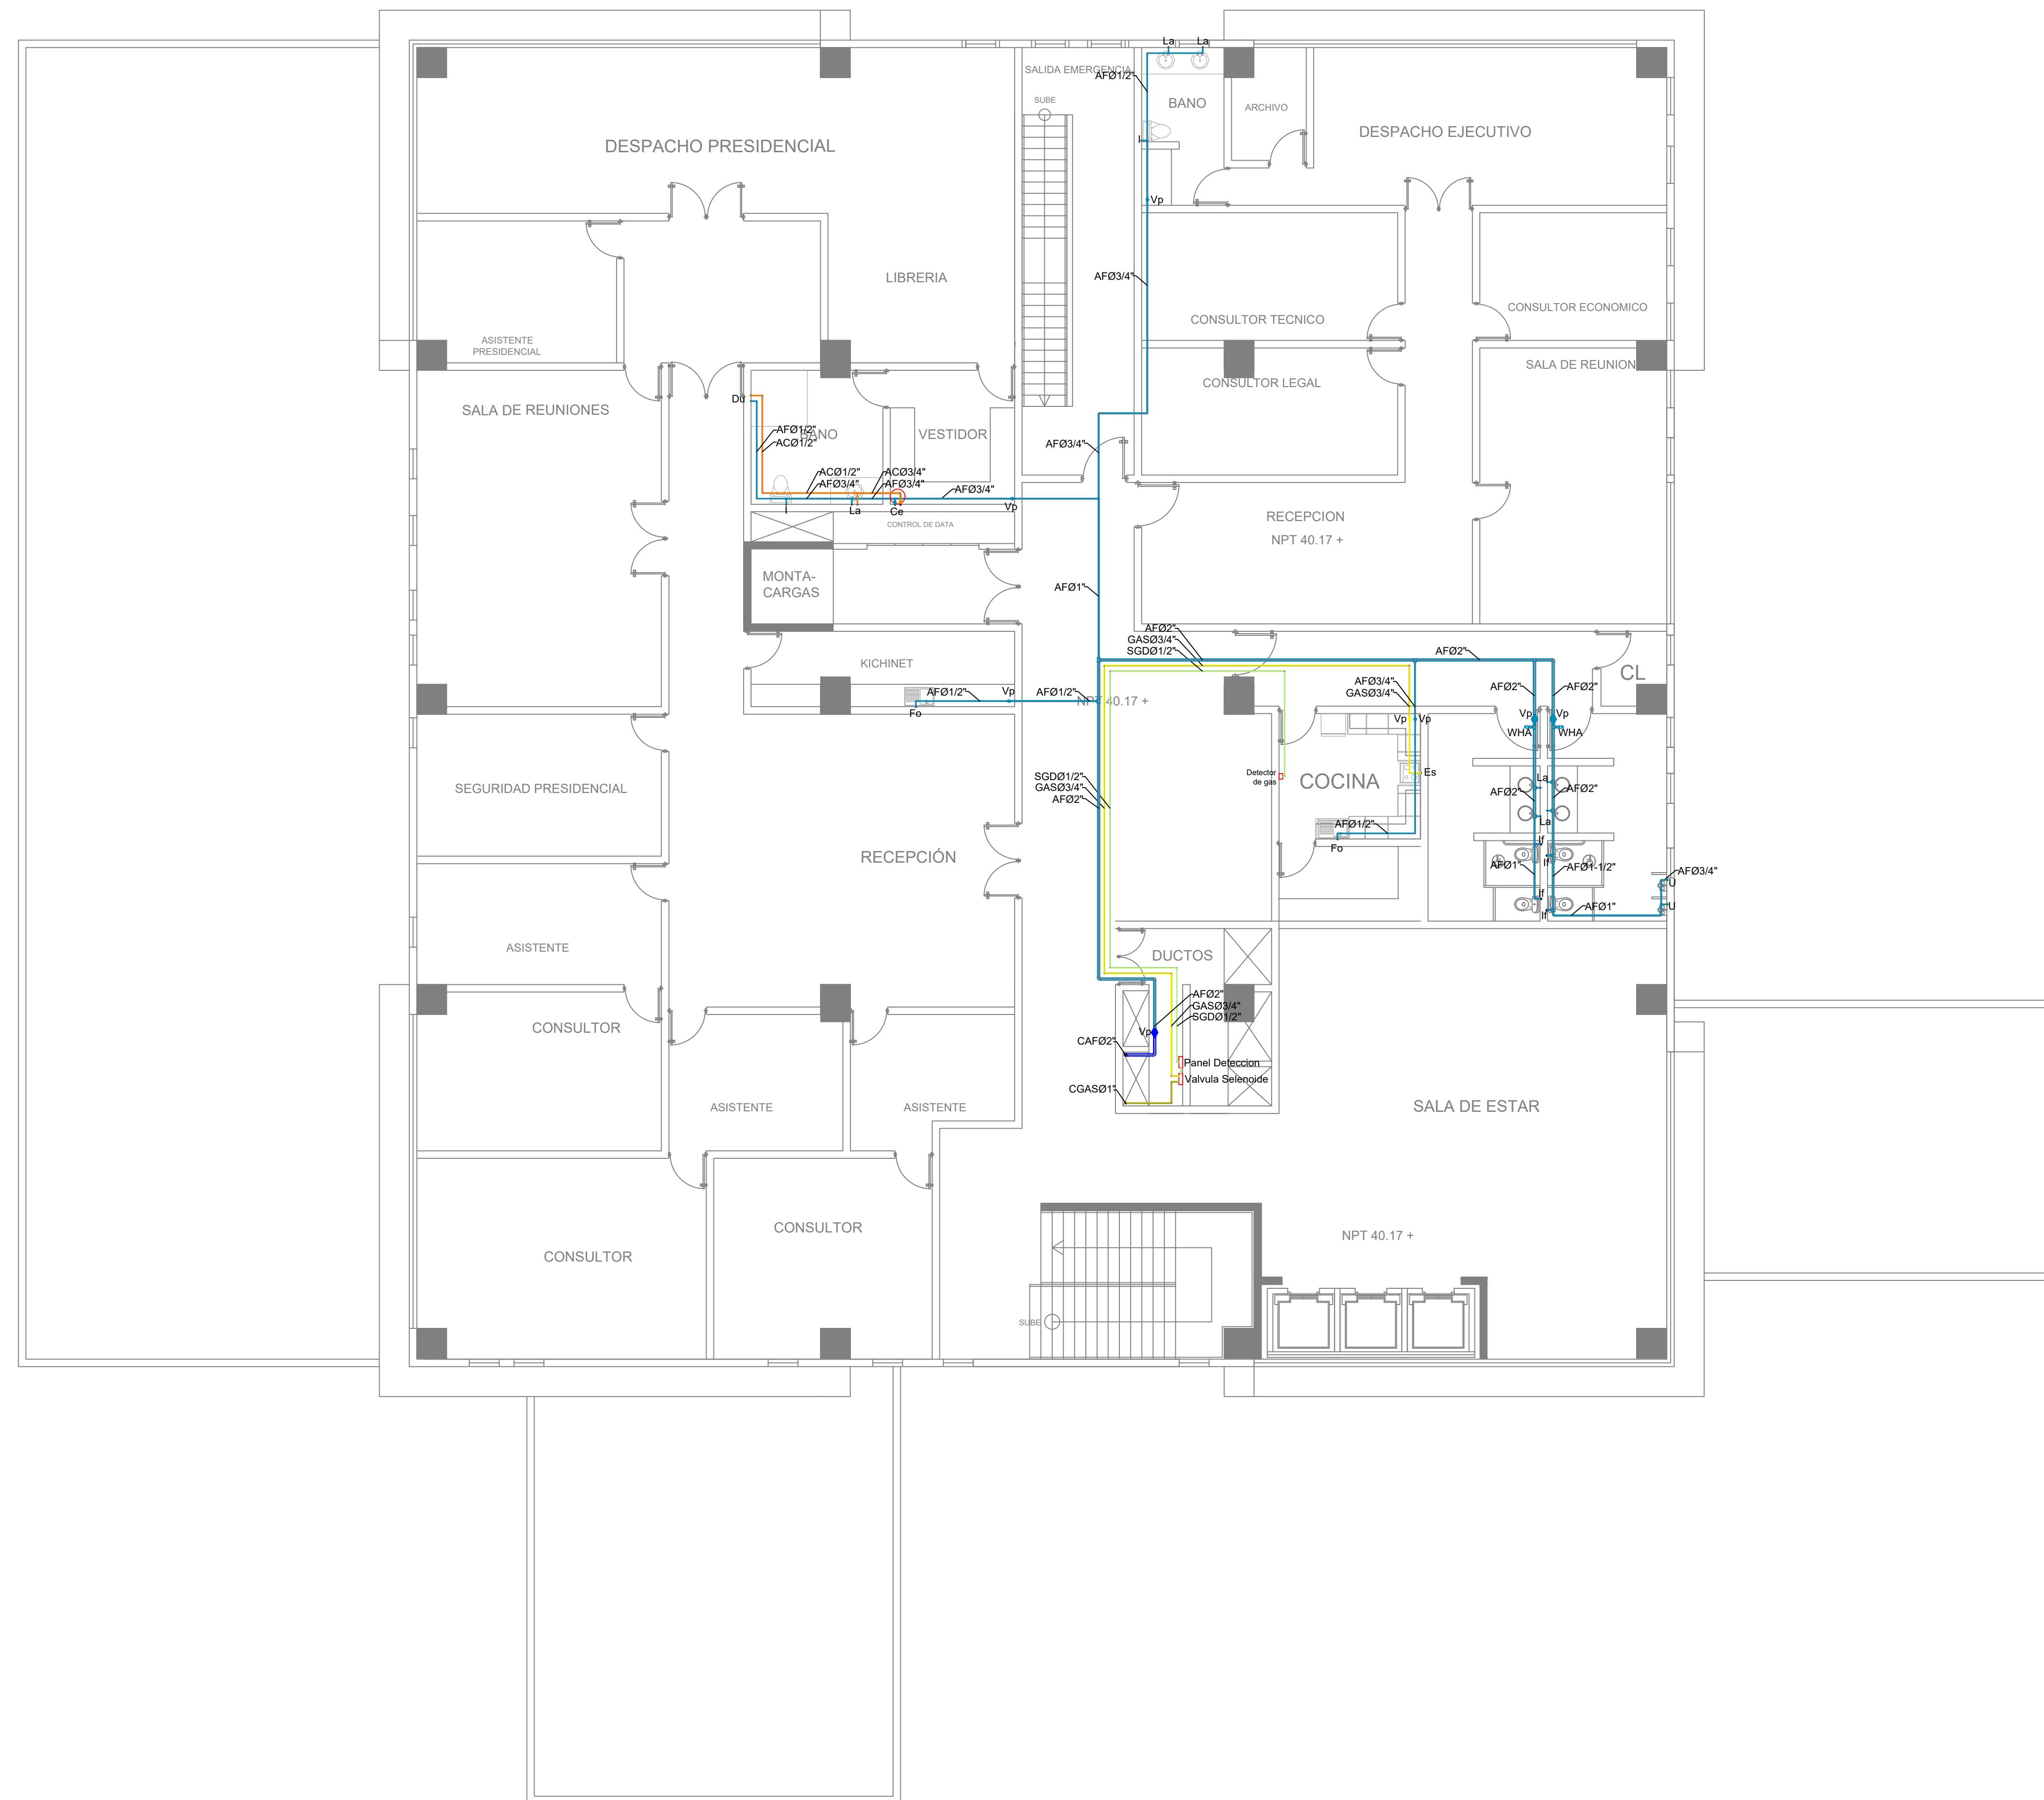 La
La
SALIDA EMERGENCIA
AFØ1/2"
SUBE
BANO
ARCHIVO
DESPACHO EJECUTIVO
DESPACHO PRESIDENCIAL
I
Vp
LIBRERIA
AFØ3/4"
CONSULTOR TECNICO
CONSULTOR ECONOMICO
ASISTENTE
PRESIDENCIAL
SALA DE REUNION
CONSULTOR LEGAL
Du
SALA DE REUNIONES
AFØ1/2"
ACØ1/2"
BANO
VESTIDOR
AFØ3/4"
ACØ1/2"
AFØ3/4"
ACØ3/4"
AFØ3/4"
AFØ3/4"
I
La
Ce
Vp
CONTROL DE DATA
RECEPCION
NPT 40.17 +
MONTA-
CARGAS
AFØ1"
AFØ2"
GASØ3/4"
SGDØ1/2"
AFØ2"
KICHINET
CL
AFØ1/2"
Vp
AFØ1/2"
Fo
NPT 40.17 +
AFØ3/4"
GASØ3/4"
AFØ2"
AFØ2"
Vp
Vp
Vp
Vp
WHA
WHA
SGDØ1/2"
GASØ3/4"
AFØ2"
Detector
de gas
COCINA
Es
La
AFØ2"
AFØ2"
SEGURIDAD PRESIDENCIAL
AFØ1/2"
Fo
La
RECEPCIÓN
If
If
AFØ1"
AFØ1-1/2"
AFØ3/4"
U
If
If
AFØ1"
U
ASISTENTE
DUCTOS
CONSULTOR
AFØ2"
GASØ3/4"
SGDØ1/2"
Vp
CAFØ2"
Panel Deteccion
Valvula Selenoide
CGASØ1"
ASISTENTE
ASISTENTE
SALA DE ESTAR
CONSULTOR
CONSULTOR
NPT 40.17 +
SUBE